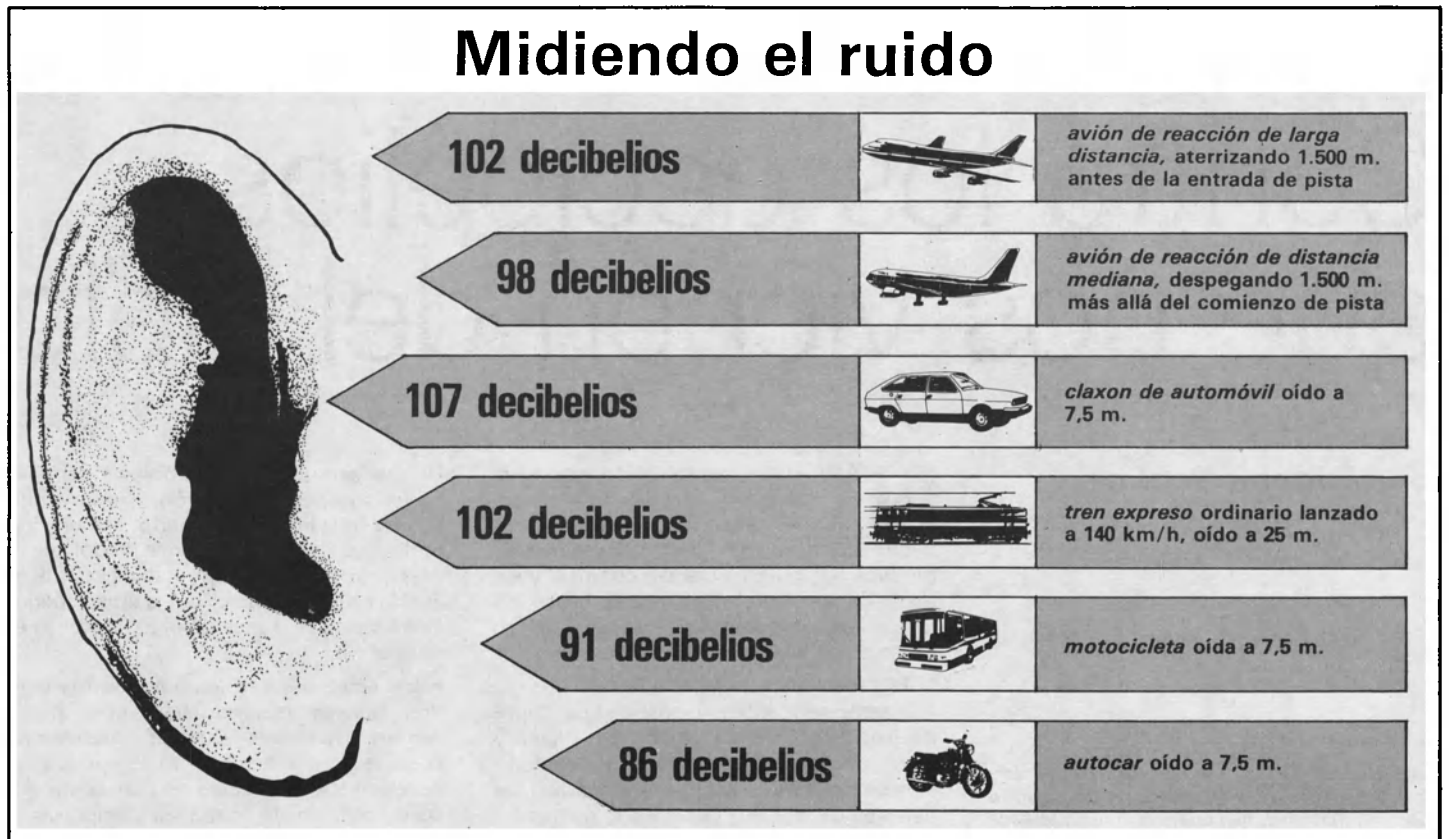 Midiendo el ruido
102 decibelios
avión de reacción de larga
distancia, aterrizando 1.500 m.
antes de la entrada de pista
98 decibelios
avión de reacción de distancia
mediana, despegando 1.500 m.
más allá del comienzo de pista
107 decibelios
claxon de automóvil oído a
7,5 m.
102 decibelios
tren expreso ordinario lanzado
a 140 km/h, oído a 25 m.
91 decibelios
motocicleta oída a 7,5 m.
86 decibelios
autocar oído a 7,5 m.